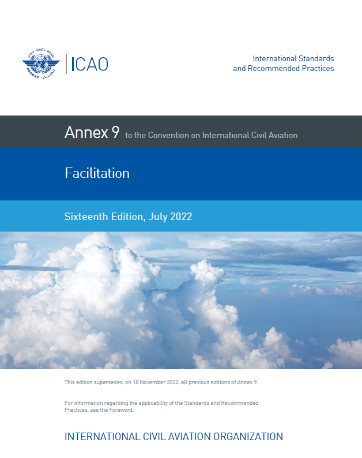 ICAO
International Standards
and Recommended Practices
Annex 9 to the Convention on International Civil Aviation
Facilitation
Sixteenth Edition, July 2022
This edition supersedes, on 18 November 2022, all previous editions of Annex 9.
For information regarding the applicability of the Standards and Recommended
Practices, see the Foreword.
INTERNATIONAL CIVIL AVIATION ORGANIZATION